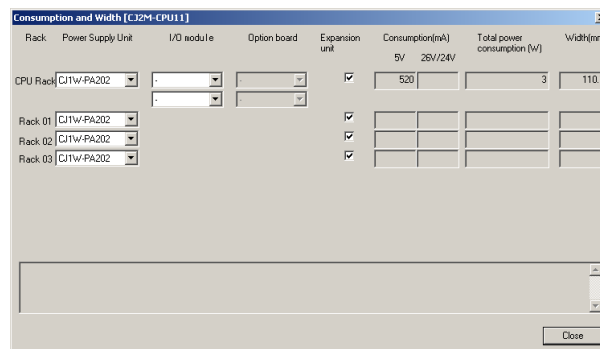 Consumption and Width [CJ2M-CPU11]
Rack Power Supply Unit I/O module Option board Expansion unit Consumption(mA) Total power consumption (W) Width(mm
5V 26V/24V
CPU Rack CJ1W-PA202 - - 520 3 110.
- -
Rack 01 CJ1W-PA202
Rack 02 CJ1W-PA202
Rack 03 CJ1W-PA202
Close